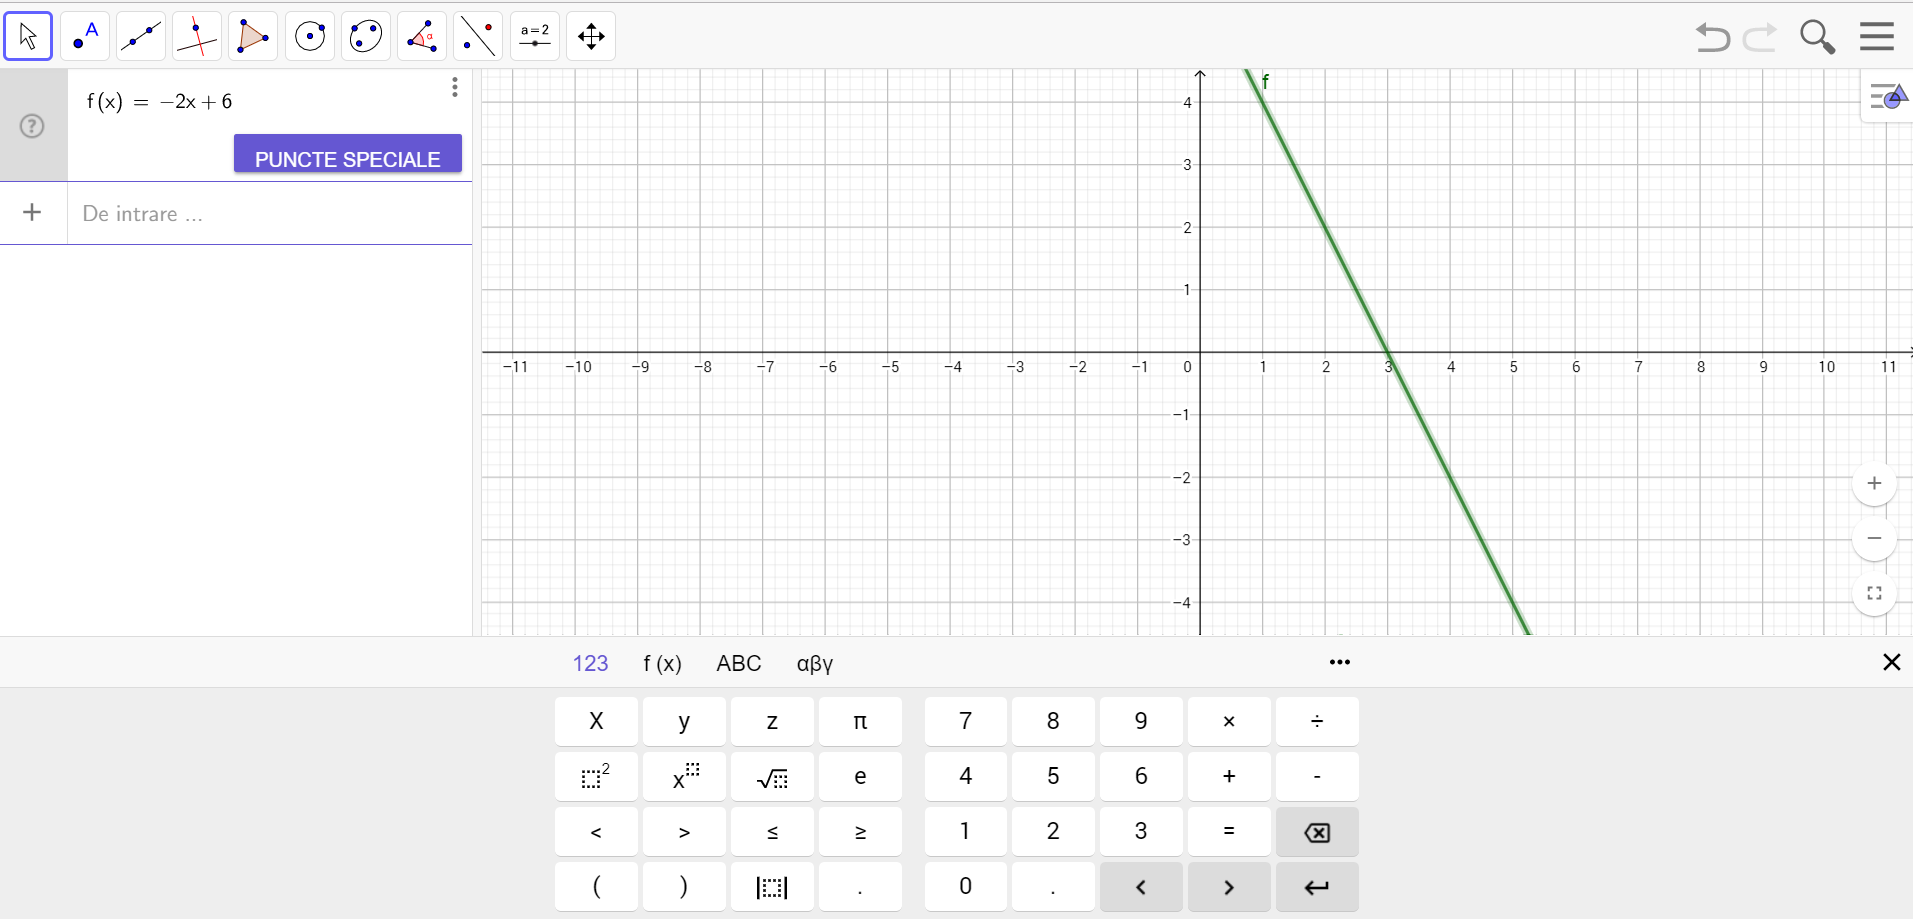 A
α
a=2
f(x) = −2x + 6
PUNCTE SPECIALE
+ De intrare ...
f
4
3
2
1
−11 −10 −9 −8 −7 −6 −5 −4 −3 −2 −1 0 1 2 3 4 5 6 7 8 9 10 11
−1
−2
−3
−4
+
−
123 f(x) ABC αβγ ...
X y z π 7 8 9 × ÷
2 x √ e 4 5 6 + -
< > ≤ ≥ 1 2 3 =
( ) | | . 0 . < >